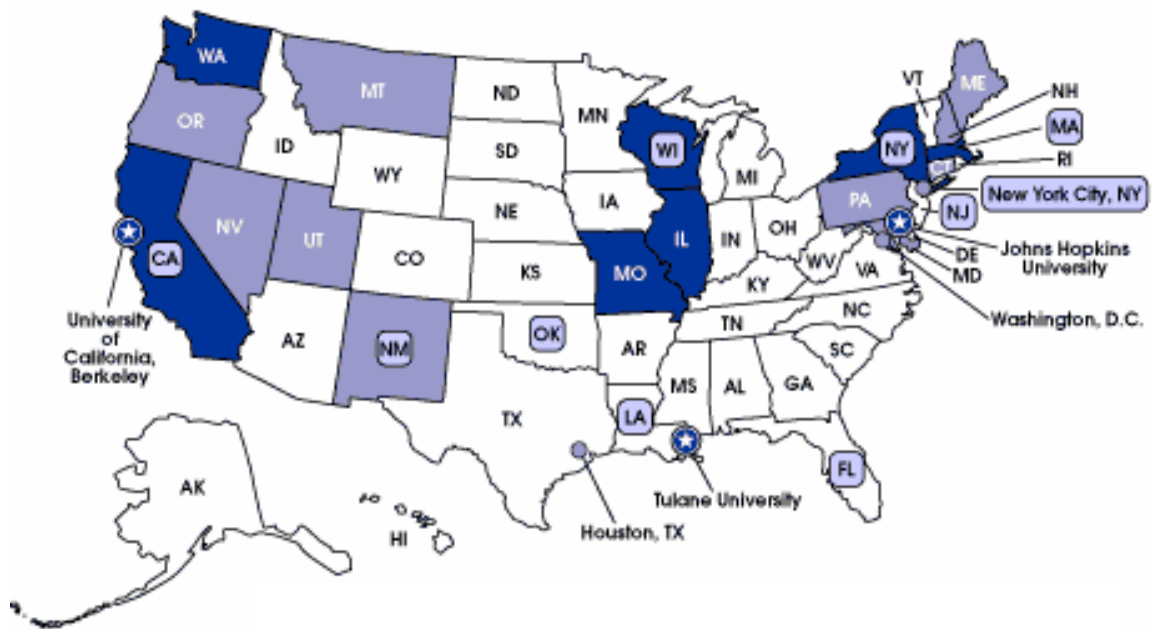 WA
MT
ND
MN
VT
ME
NH
OR
ID
SD
WI
NY
MA
WY
MI
RI
IA
PA
New York City, NY
NE
NV
UT
IL
IN
OH
NJ
CA
CO
KS
MO
WV
VA
DE
MD
Johns Hopkins
University
KY
University
of
California,
Berkeley
AZ
NM
OK
AR
TN
NC
Washington, D.C.
SC
MS
AL
GA
TX
LA
FL
AK
HI
Tulane University
Houston, TX